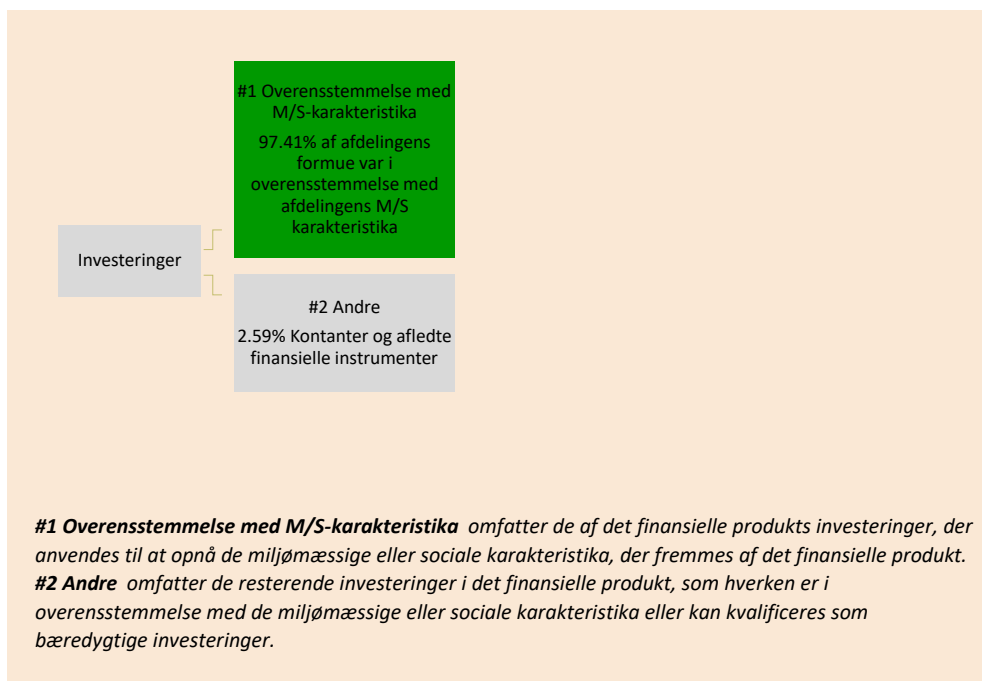 #1 Overensstemmelse med
M/S-karakteristika
97.41% af afdelingens
formue var i
overensstemmelse med
afdelingens M/S
karakteristika
Investeringer
#2 Andre
2.59% Kontanter og afledte
finansielle instrumenter
#1 Overensstemmelse med M/S-karakteristika omfatter de af det finansielle produkts investeringer, der
anvendes til at opnå de miljømæssige eller sociale karakteristika, der fremmes af det finansielle produkt.
#2 Andre omfatter de resterende investeringer i det finansielle produkt, som hverken er i
overensstemmelse med de miljømæssige eller sociale karakteristika eller kan kvalificeres som
bæredygtige investeringer.